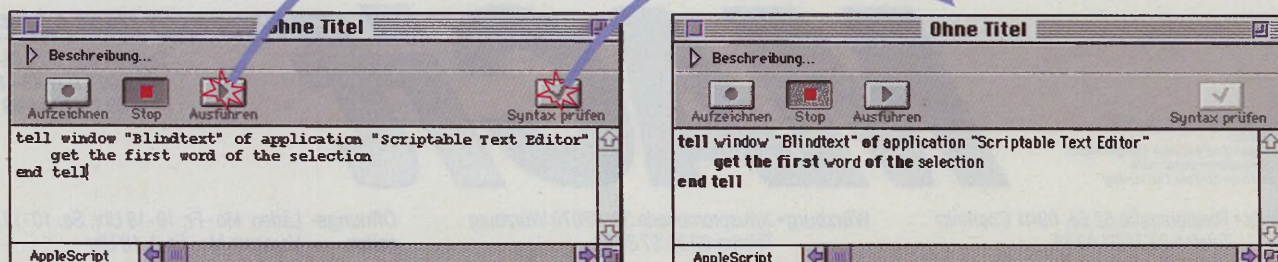 Ohne Titel
Beschreibung...
Aufzeichnen Stop Ausführen Syntax prüfen
tell window "Blindtext" of application "Scriptable Text Editor"
get the first word of the selection
end tell
AppleScript
Ohne Titel
Beschreibung...
Aufzeichnen Stop Ausführen Syntax prüfen
tell window "Blindtext" of application "Scriptable Text Editor"
get the first word of the selection
end tell
AppleScript